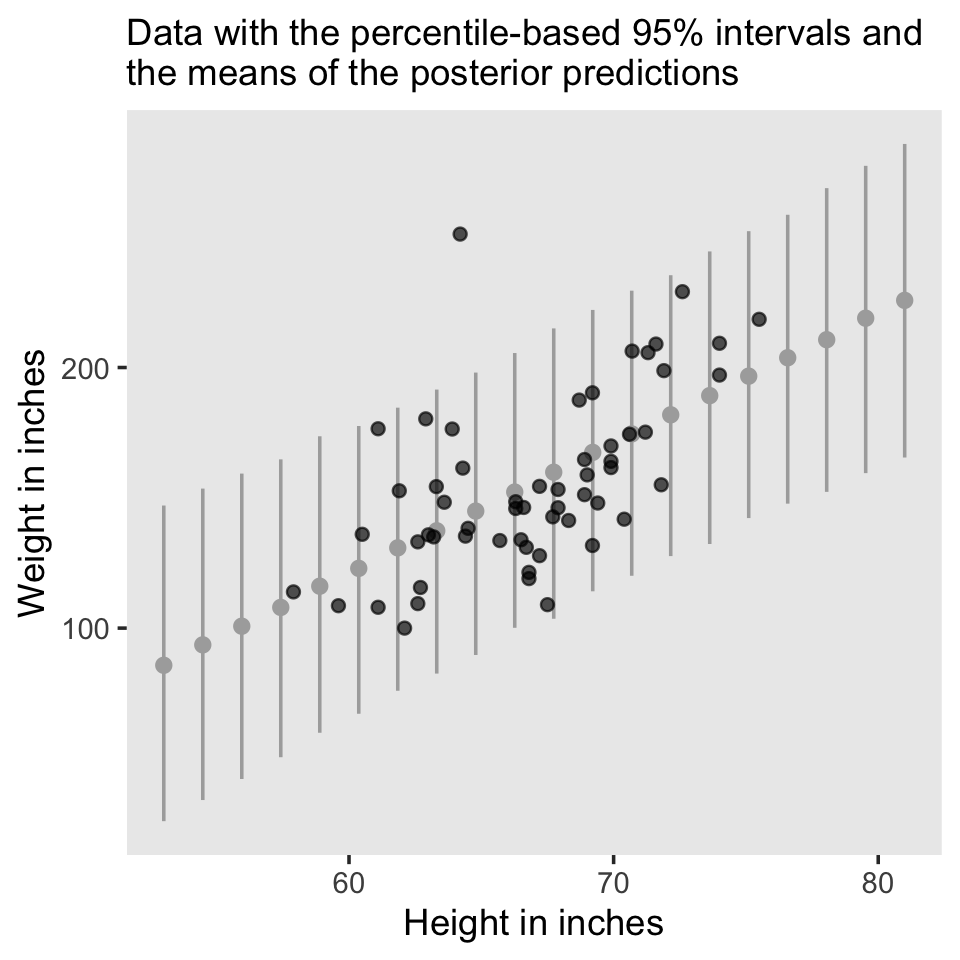 Data with the percentile-based 95% intervals and
the means of the posterior predictions
Weight in inches
200
100
60
70
80
Height in inches